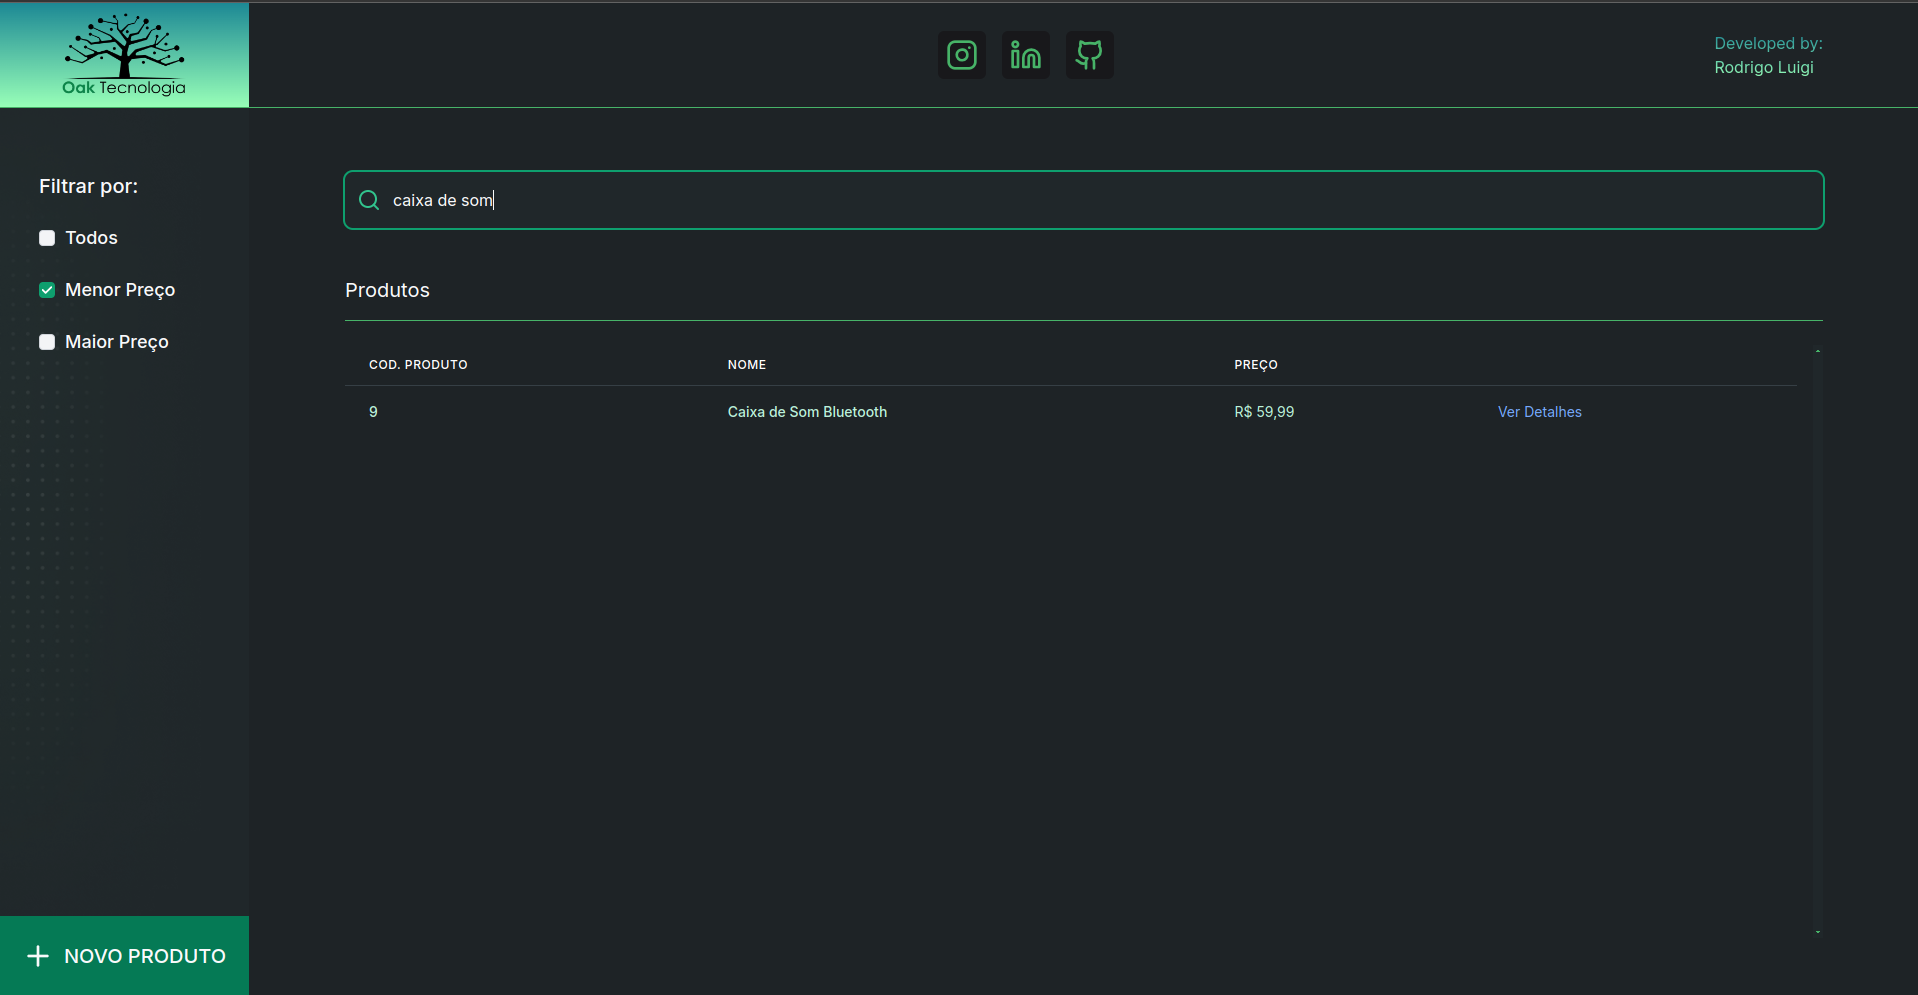 Oak Tecnologia
Developed by:
Rodrigo Luigi
Filtrar por:
Todos
Menor Preço
Maior Preço
caixa de som
Produtos
COD. PRODUTO NOME PREÇO
9 Caixa de Som Bluetooth R$ 59,99 Ver Detalhes
NOVO PRODUTO